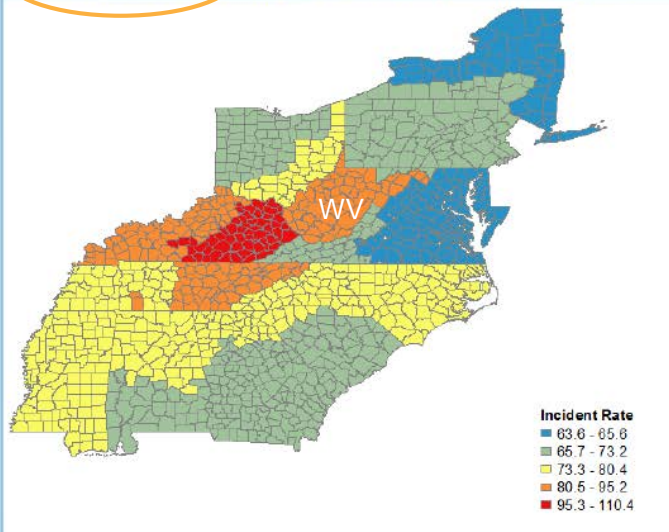 WV
Incident Rate
63.6 - 65.6
65.7 - 73.2
73.3 - 80.4
80.5 - 95.2
95.3 - 110.4